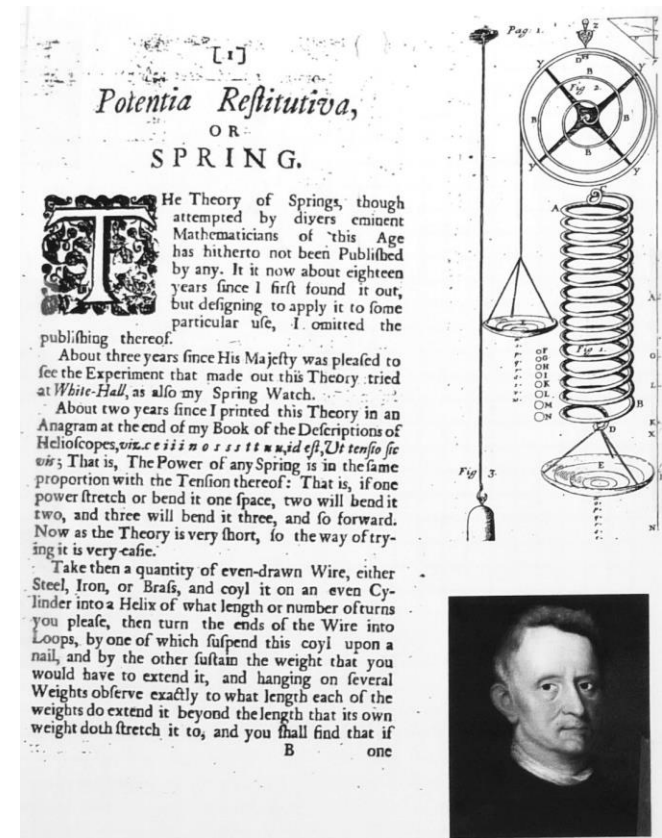 [1]
Potentia Reſtitutiva,
OR
SPRING.
THe Theory of Springs, though
attempted by divers eminent
Mathematicians of this Age
has hitherto not been Publiſhed
by any. It it now about eighteen
years ſince I firſt found it out,
but deſigning to apply it to ſome
particular uſe, I omitted the
publiſhing thereof.
About three years ſince His Majeſty was pleaſed to
ſee the Experiment that made out this Theory tried
at White-Hall, as alſo my Spring Watch.
About two years ſince I printed this Theory in an
Anagram at the end of my Book of the Deſcriptions of
Helioſcopes, viz. c e i i i n o s s s t t u u, id eſt, Ut tenſio ſic
vis; That is, The Power of any Spring is in the ſame
proportion with the Tenſion thereof: That is, if one
power ſtretch or bend it one ſpace, two will bend it
two, and three will bend it three, and ſo forward.
Now as the Theory is very ſhort, ſo the way of try-
ing it is very eaſie.
Take then a quantity of even-drawn Wire, either
Steel, Iron, or Braſs, and coyl it on an even Cy-
linder into a Helix of what length or number of turns
you pleaſe, then turn the ends of the Wire into
Loops, by one of which ſuſpend this coyl upon a
nail, and by the other ſuſtain the weight that you
would have to extend it, and hanging on ſeveral
Weights obſerve exactly to what length each of the
weights do extend it beyond the length that its own
weight doth ſtretch it to, and you ſhall find that if
B one
Pag: 1.
Z
D
Y Y
B
Fig 2.
B B
B
Y Y
A
Fig 1.
F
G
H
I
K
L
M
N
B
D
E
Fig 3.
A
G
L
K
X
N